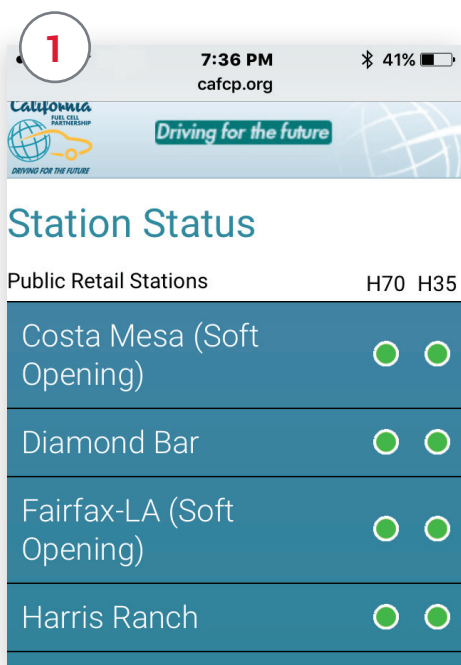 1
7:36 PM
41%
cafcp.org
California
FUEL CELL
PARTNERSHIP
DRIVING FOR THE FUTURE
Driving for the future
Station Status
Public Retail Stations H70 H35
Costa Mesa (Soft
Opening)
Diamond Bar
Fairfax-LA (Soft
Opening)
Harris Ranch